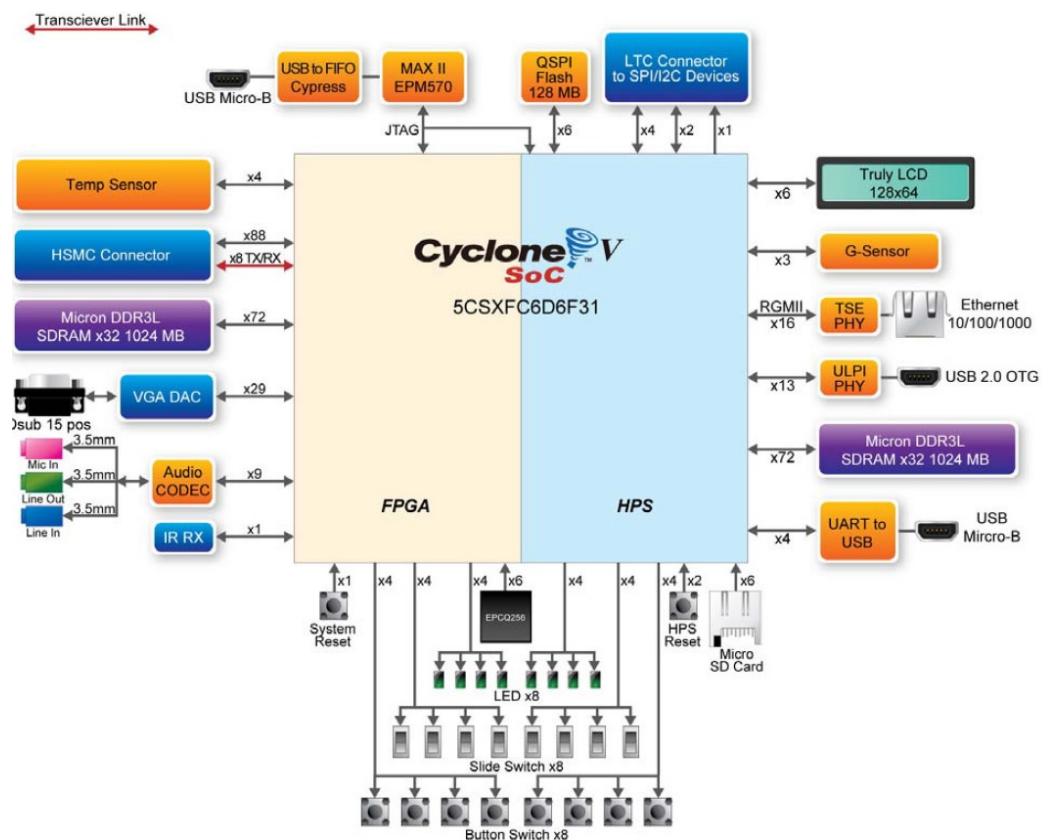 Transciever Link
USB Micro-B
USB to FIFO
Cypress
MAX II
EPM570
QSPI
Flash
128 MB
LTC Connector
to SPI/I2C Devices
JTAG
x6
x4
x2
x1
Temp Sensor
x4
HSMC Connector
x88
x8 TX/RX
Micron DDR3L
SDRAM x32 1024 MB
x72
VGA DAC
x29
Dsub 15 pos
3.5mm
Mic In
3.5mm
Line Out
3.5mm
Line In
Audio
CODEC
x9
IR RX
x1
Cyclone V
TM
SoC
5CSXFC6D6F31
FPGA
HPS
x6
Truly LCD
128x64
x3
G-Sensor
RGMII
x16
TSE
PHY
Ethernet
10/100/1000
x13
ULPI
PHY
USB 2.0 OTG
x72
Micron DDR3L
SDRAM x32 1024 MB
x4
UART to
USB
USB
Mircro-B
x1
x4
x4
x4
x6
x4
x4
x4
x2
x6
System
Reset
EPCQ256
HPS
Reset
Micro
SD Card
LED x8
Slide Switch x8
Button Switch x8